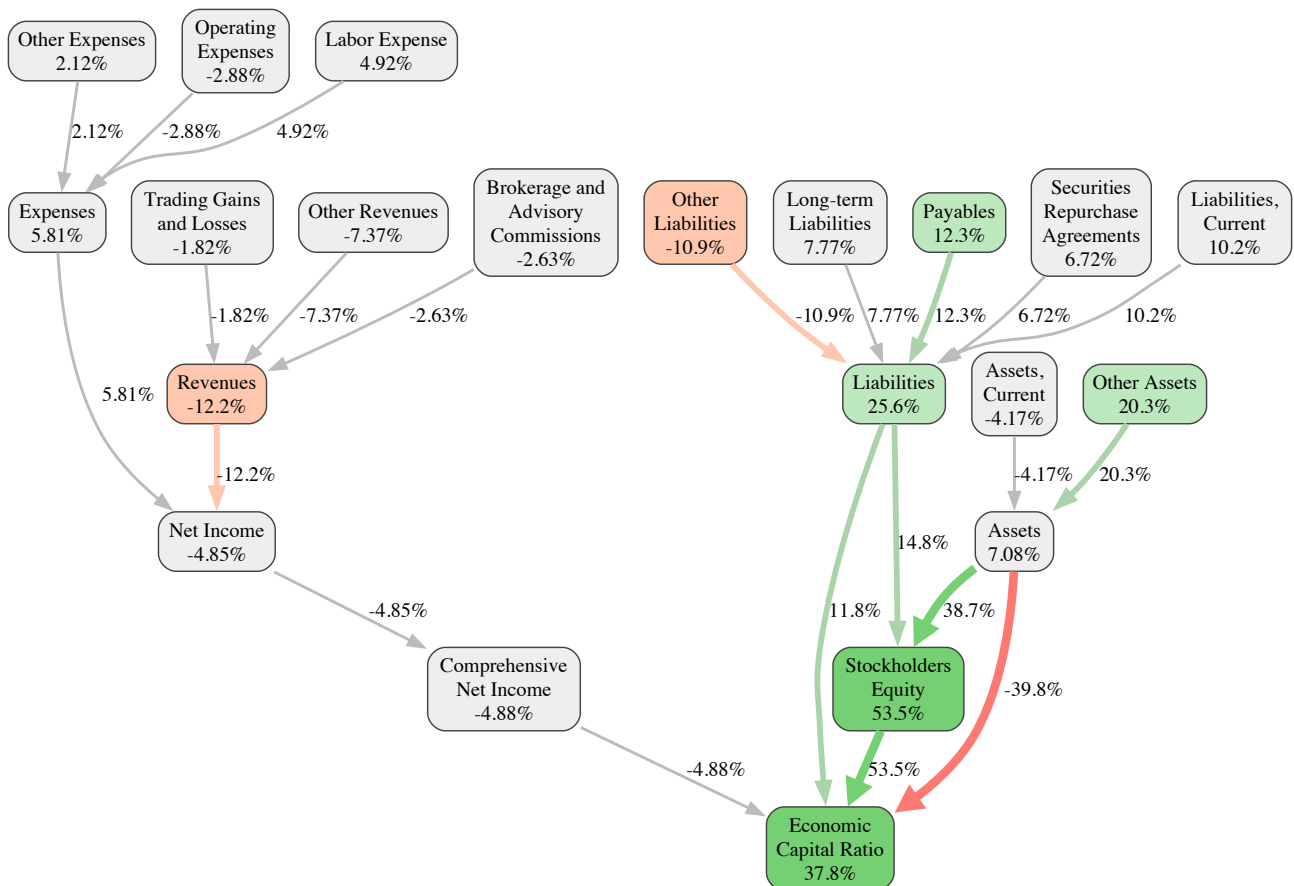 Other Expenses
2.12%
Operating
Expenses
-2.88%
Labor Expense
4.92%
2.12%
-2.88%
4.92%
Expenses
5.81%
Trading Gains
and Losses
-1.82%
Other Revenues
-7.37%
Brokerage and
Advisory
Commissions
-2.63%
Other
Liabilities
-10.9%
Long-term
Liabilities
7.77%
Payables
12.3%
Securities
Repurchase
Agreements
6.72%
Liabilities,
Current
10.2%
-1.82%
-7.37%
-2.63%
-10.9%
7.77%
12.3%
6.72%
10.2%
5.81%
Revenues
-12.2%
Liabilities
25.6%
Assets,
Current
-4.17%
Other Assets
20.3%
-12.2%
-4.17%
20.3%
Net Income
-4.85%
14.8%
Assets
7.08%
-4.85%
11.8%
38.7%
Comprehensive
Net Income
-4.88%
Stockholders
Equity
53.5%
-39.8%
-4.88%
53.5%
Economic
Capital Ratio
37.8%